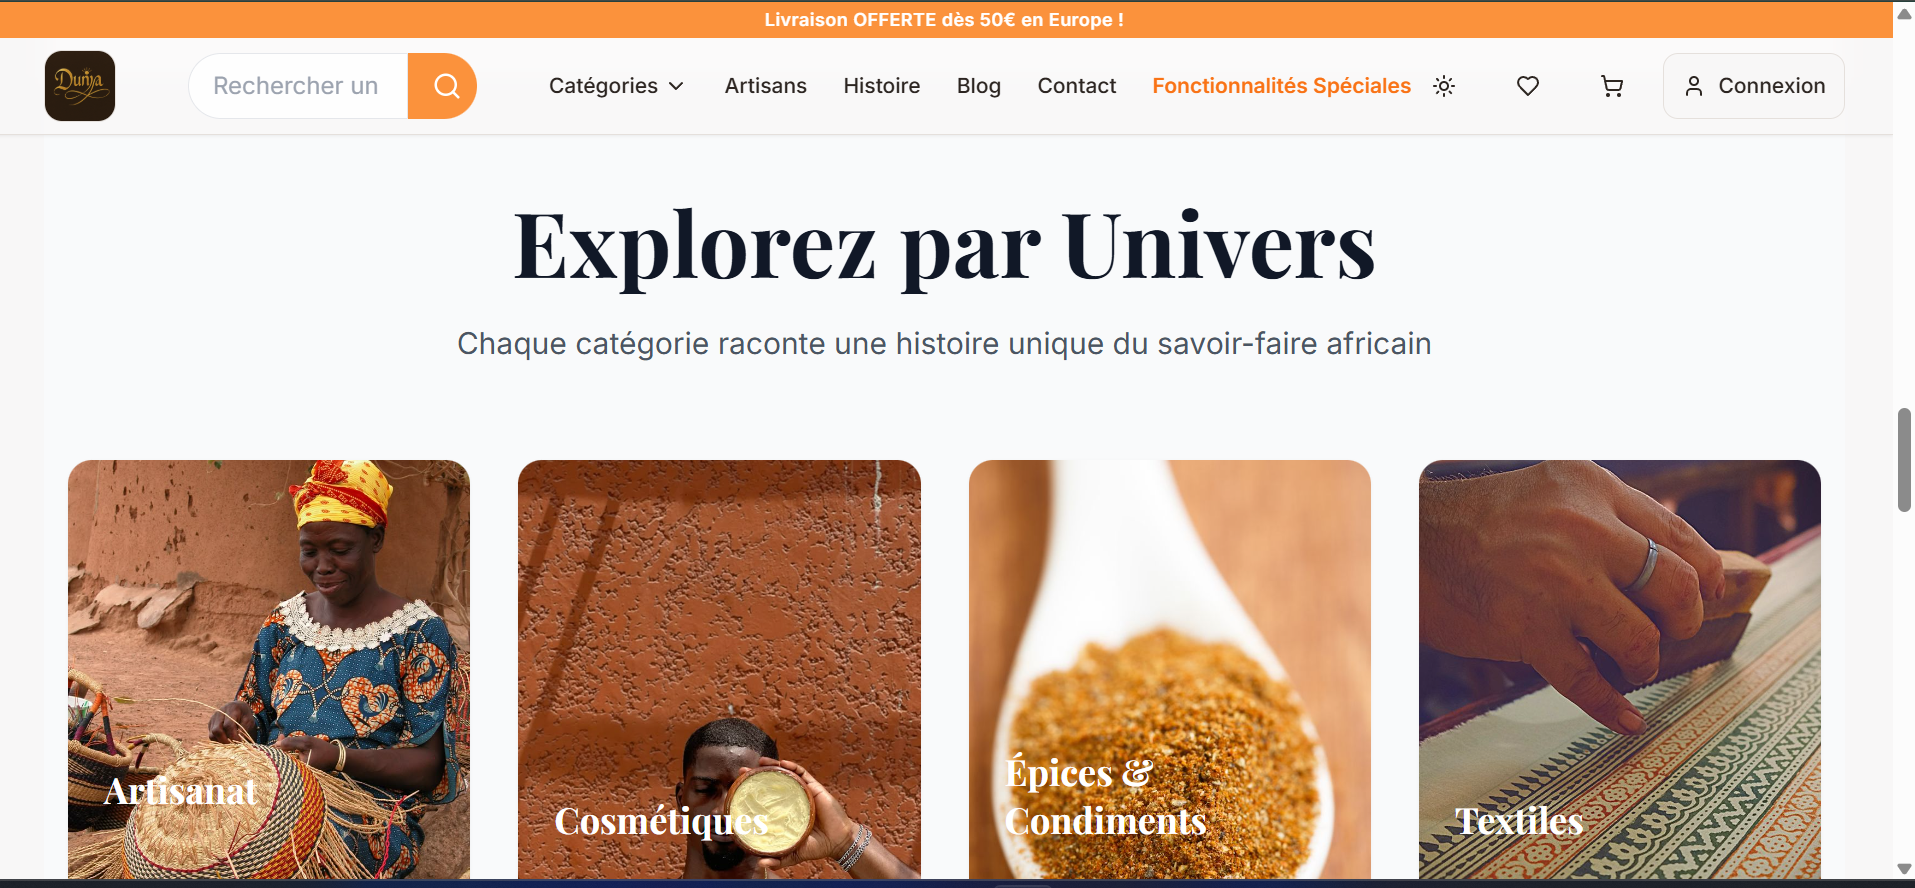 Livraison OFFERTE dès 50€ en Europe !
Dunia
Rechercher un
Catégories
Artisans
Histoire
Blog
Contact
Fonctionnalités Spéciales
Connexion
Explorez par Univers
Chaque catégorie raconte une histoire unique du savoir-faire africain
Artisanat
Cosmétiques
Épices &
Condiments
Textiles